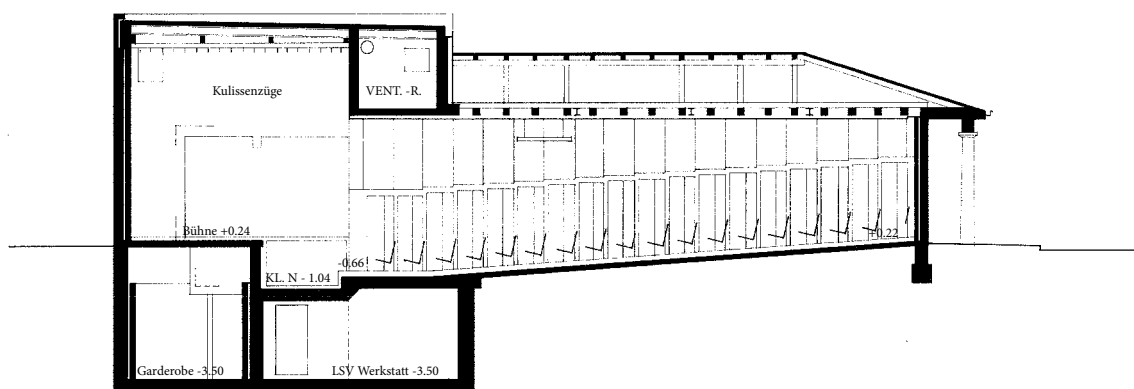 Kulissenzüge
VENT. -R.
Bühne +0.24
+0.22
-0.66
KL. N - 1.04
Garderobe -3.50
LSV Werkstatt -3.50